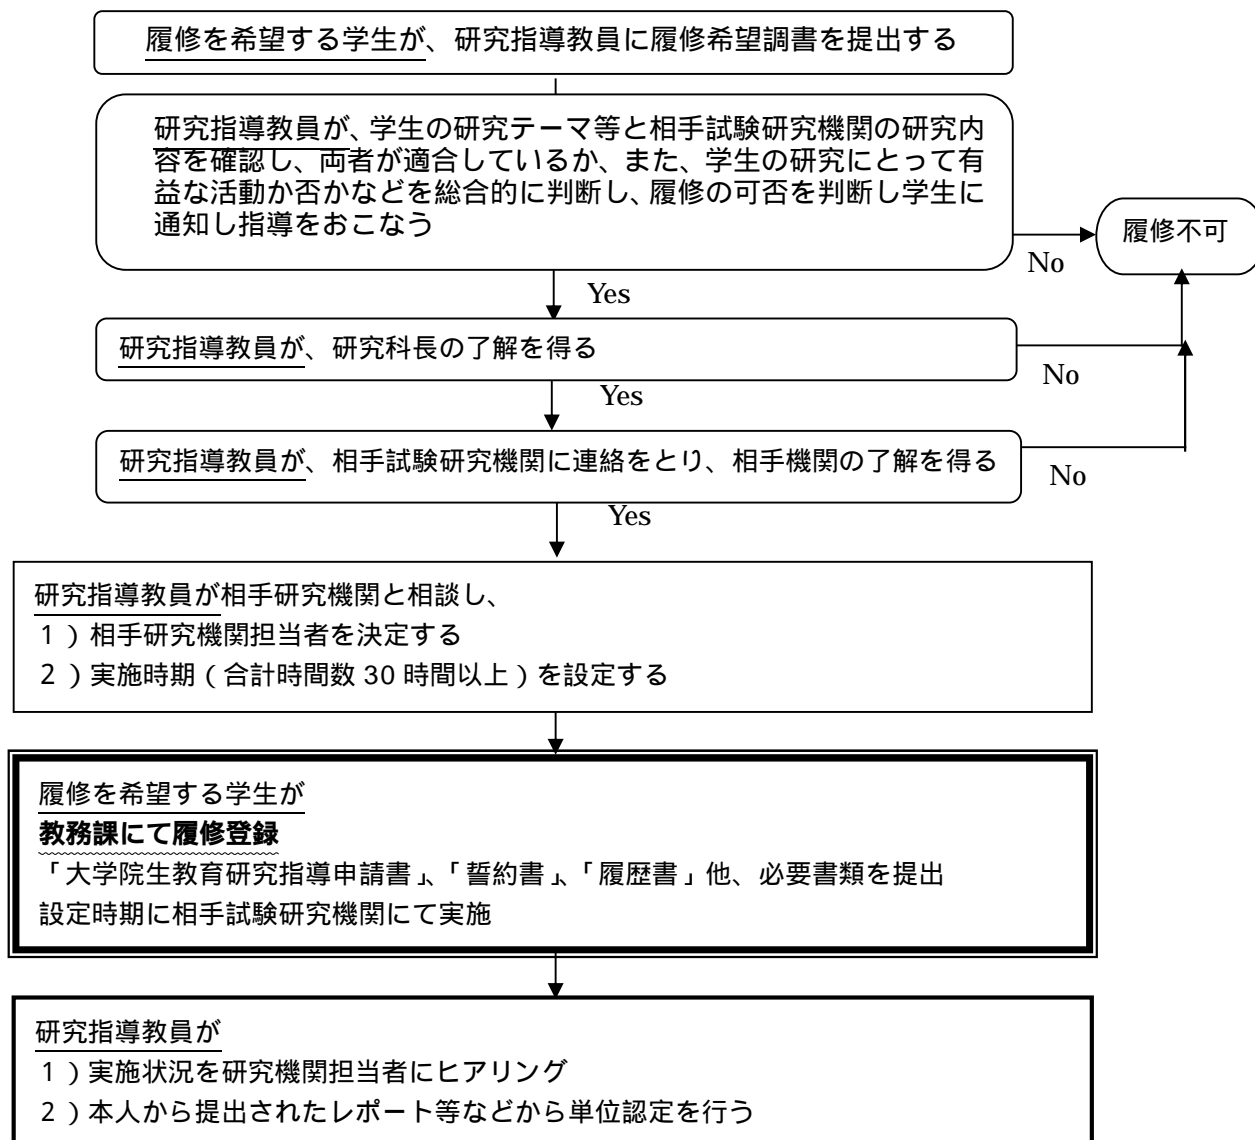 履修を希望する学生が、研究指導教員に履修希望調書を提出する
研究指導教員が、学生の研究テーマ等と相手試験研究機関の研究内
容を確認し、両者が適合しているか、また、学生の研究にとって有
益な活動か否かなどを総合的に判断し、履修の可否を判断し学生に
通知し指導をおこなう
履修不可
No
Yes
研究指導教員が、研究科長の了解を得る
No
Yes
研究指導教員が、相手試験研究機関に連絡をとり、相手機関の了解を得る
No
Yes
研究指導教員が相手研究機関と相談し、
1）相手研究機関担当者を決定する
2）実施時期（合計時間数 30 時間以上）を設定する
履修を希望する学生が
教務課にて履修登録
「大学院生教育研究指導申請書」、「誓約書」、「履歴書」他、必要書類を提出
設定時期に相手試験研究機関にて実施
研究指導教員が
1）実施状況を研究機関担当者にヒアリング
2）本人から提出されたレポート等などから単位認定を行う